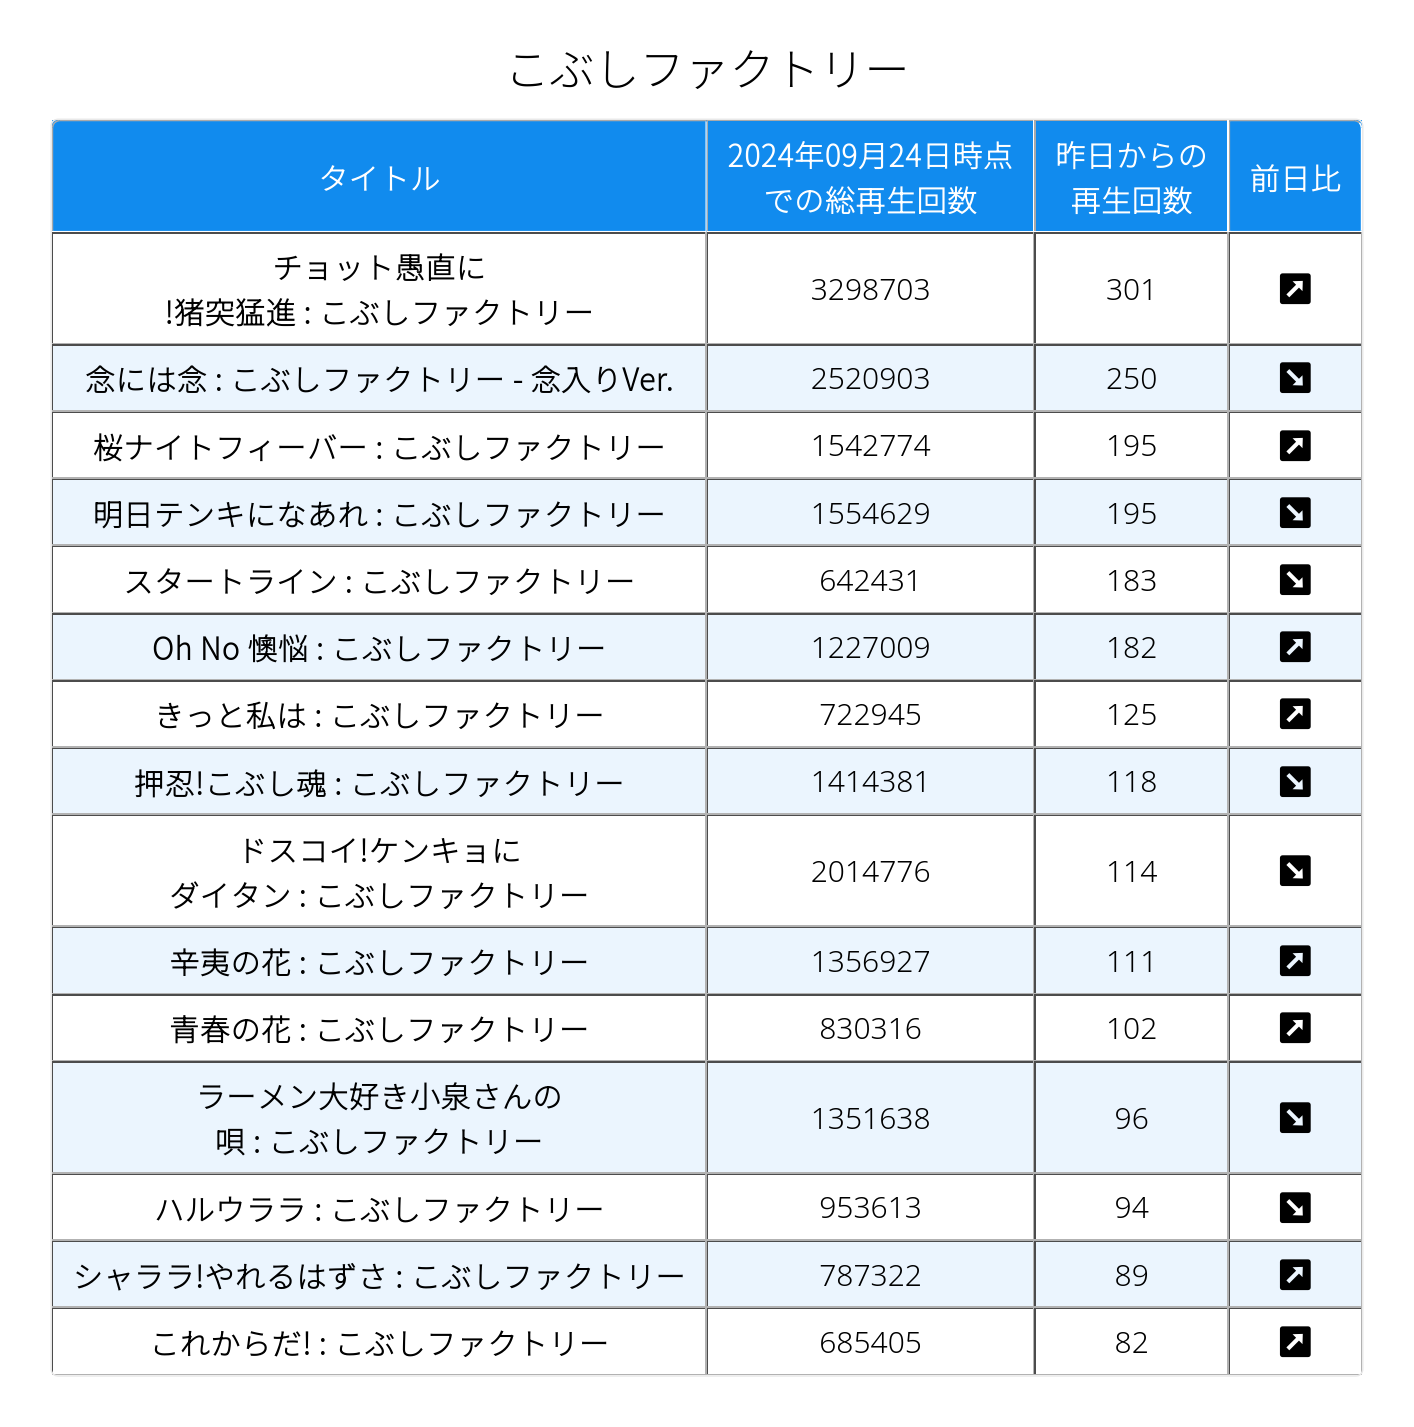 こぶしファクトリー
タイトル
2024年09月24日時点
での総再生回数
昨日からの
再生回数
前日比
チョット愚直に
!猪突猛進 : こぶしファクトリー
3298703
301
念には念 : こぶしファクトリー - 念入りVer.
2520903
250
桜ナイトフィーバー : こぶしファクトリー
1542774
195
明日テンキになあれ : こぶしファクトリー
1554629
195
スタートライン : こぶしファクトリー
642431
183
Oh No 懊悩 : こぶしファクトリー
1227009
182
きっと私は : こぶしファクトリー
722945
125
押忍!こぶし魂 : こぶしファクトリー
1414381
118
ドスコイ!ケンキョに
ダイタン : こぶしファクトリー
2014776
114
辛夷の花 : こぶしファクトリー
1356927
111
青春の花 : こぶしファクトリー
830316
102
ラーメン大好き小泉さんの
唄 : こぶしファクトリー
1351638
96
ハルウララ : こぶしファクトリー
953613
94
シャララ!やれるはずさ : こぶしファクトリー
787322
89
これからだ! : こぶしファクトリー
685405
82